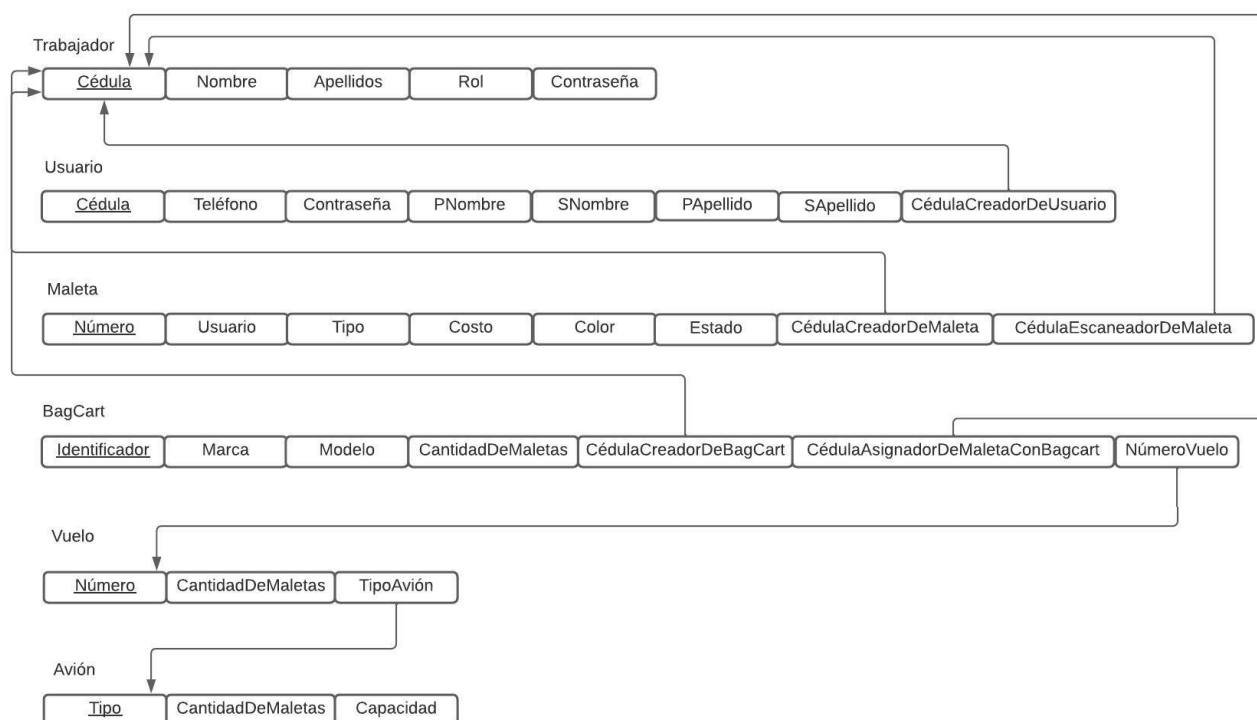 Trabajador
Cédula Nombre Apellidos Rol Contraseña
Usuario
Cédula Teléfono Contraseña PNombre SNombre PApellido SApellido CédulaCreadorDeUsuario
Maleta
Número Usuario Tipo Costo Color Estado CédulaCreadorDeMaleta CédulaEscaneadorDeMaleta
BagCart
Identificador Marca Modelo CantidadDeMaletas CédulaCreadorDeBagCart CédulaAsignadorDeMaletaConBagcart NúmeroVuelo
Vuelo
Número CantidadDeMaletas TipoAvión
Avión
Tipo CantidadDeMaletas Capacidad